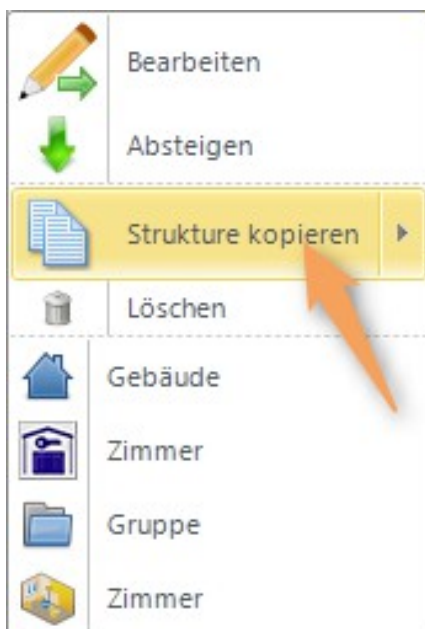 Bearbeiten
Absteigen
Strukture kopieren
Löschen
Gebäude
Zimmer
Gruppe
Zimmer